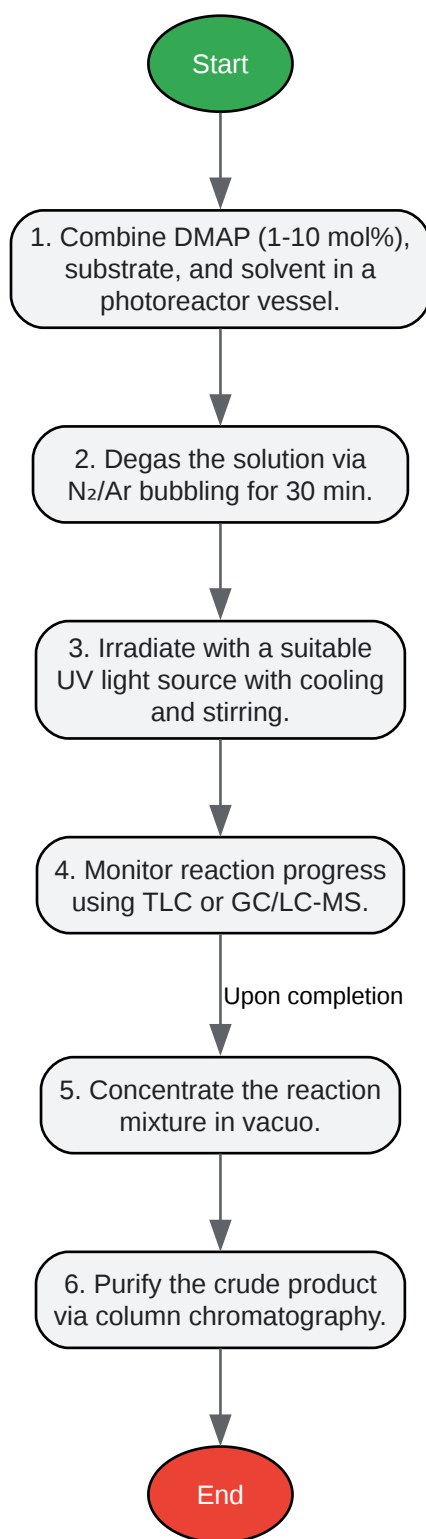 Start
1. Combine DMAP (1-10 mol%),
substrate, and solvent in a
photoreactor vessel.
2. Degas the solution via
N₂/Ar bubbling for 30 min.
3. Irradiate with a suitable
UV light source with cooling
and stirring.
4. Monitor reaction progress
using TLC or GC/LC-MS.
Upon completion
5. Concentrate the reaction
mixture in vacuo.
6. Purify the crude product
via column chromatography.
End